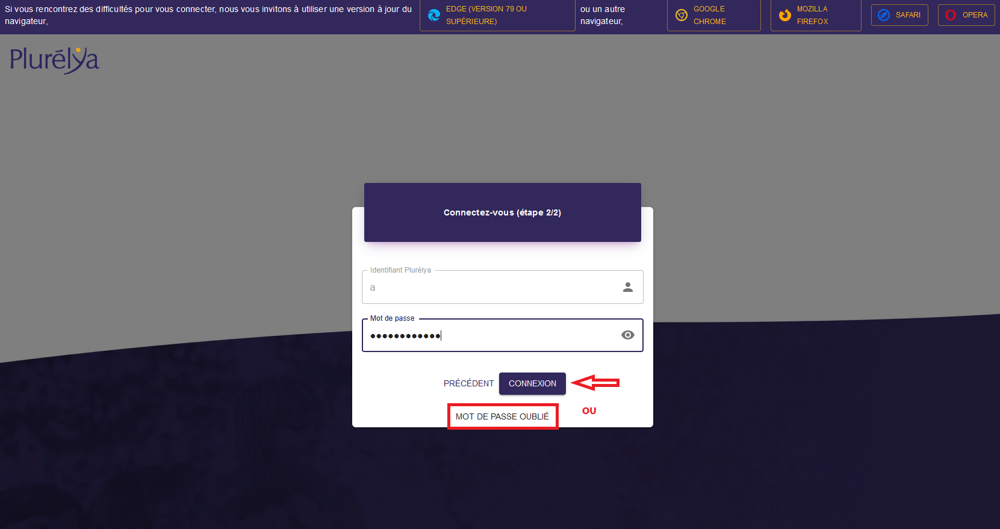 Si vous rencontrez des difficultés pour vous connecter, nous vous invitons à utiliser une version à jour du
navigateur,
EDGE (VERSION 79 OU
SUPÉRIEURE)
ou un autre
navigateur,
GOOGLE
CHROME
MOZILLA
FIREFOX
SAFARI
OPERA
Plurélya
Connectez-vous (étape 2/2)
Identifiant Plurélya
a
Mot de passe
••••••••••••
PRÉCÉDENT
CONNEXION
MOT DE PASSE OUBLIÉ
OU